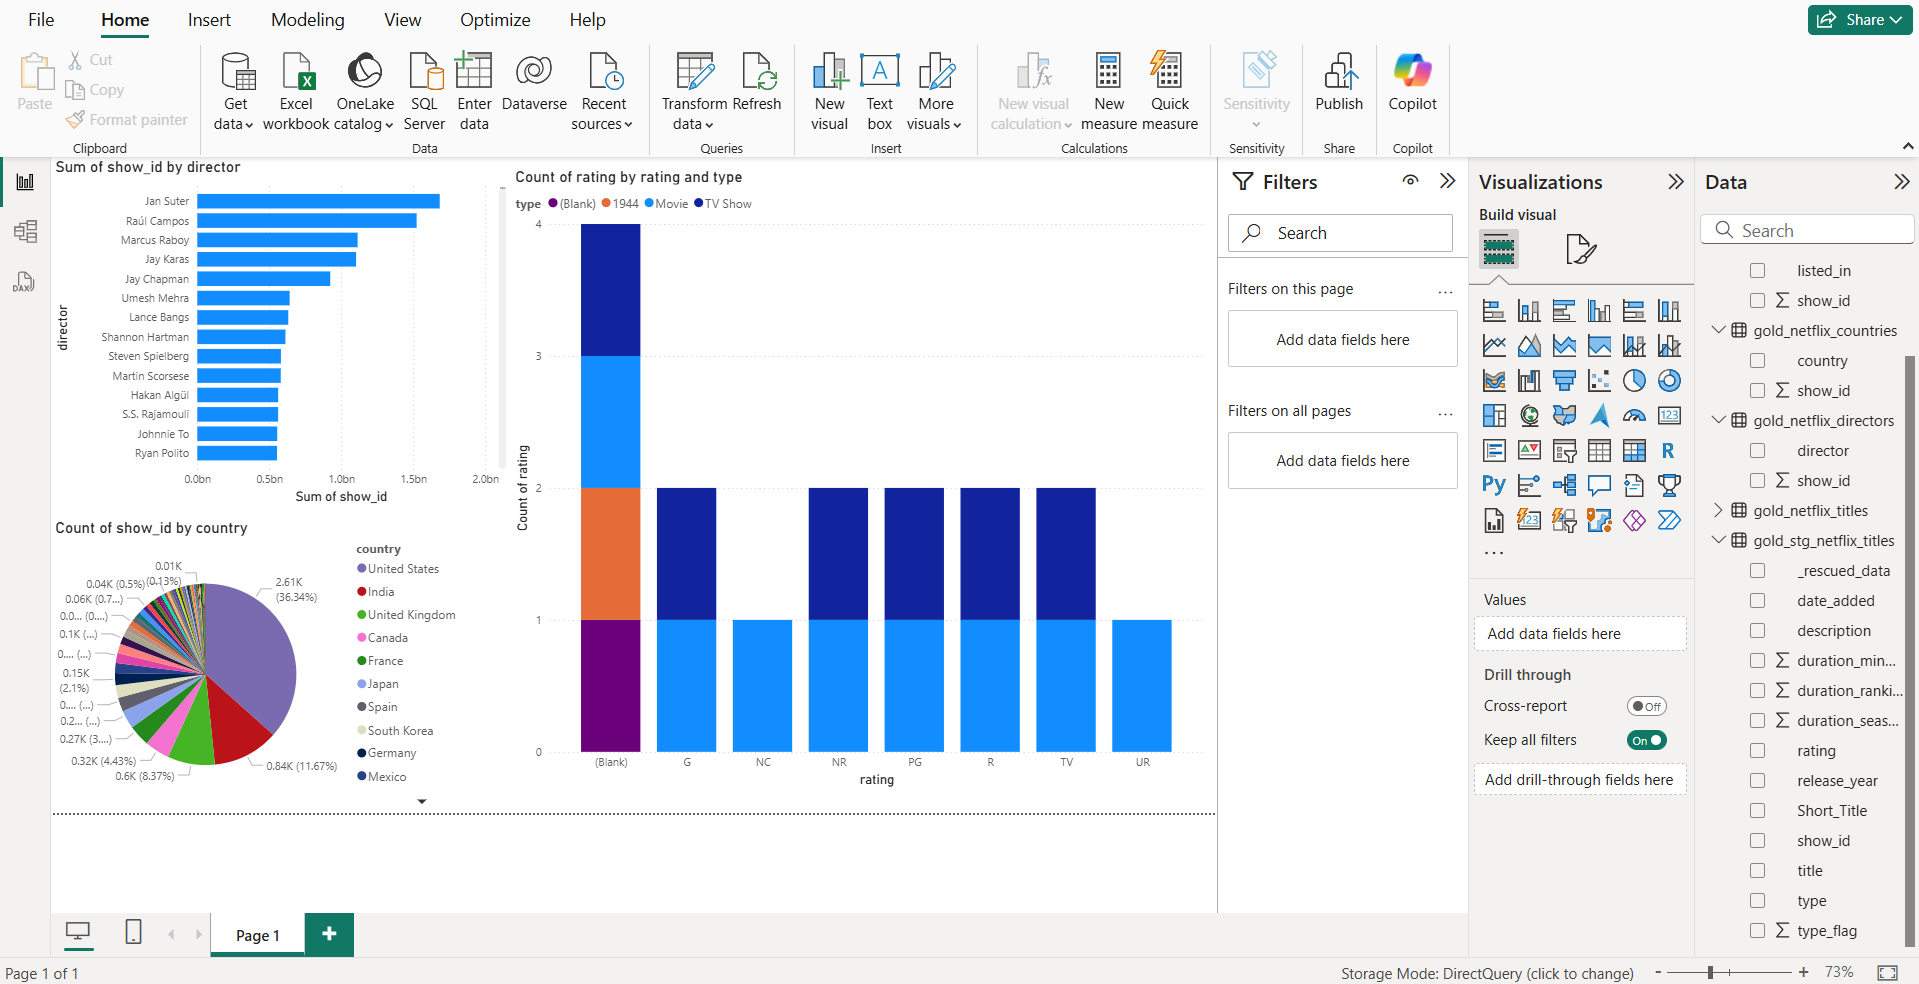 File Home Insert Modeling View Optimize Help
Share
Paste
Cut
Copy
Format painter
Clipboard
Get data
Excel workbook
OneLake catalog
SQL Server
Enter data
Dataverse
Recent sources
Data
Transform data
Refresh
Queries
New visual
Text box
More visuals
Insert
New visual calculation
New measure
Quick measure
Calculations
Sensitivity
Sensitivity
Publish
Share
Copilot
Copilot
DAX
Sum of show_id by director
Jan Suter
Raúl Campos
Marcus Raboy
Jay Karas
Jay Chapman
Umesh Mehra
Lance Bangs
Shannon Hartman
Steven Spielberg
Martin Scorsese
Hakan Algül
S.S. Rajamouli
Johnnie To
Ryan Polito
director
0.0bn 0.5bn 1.0bn 1.5bn 2.0bn
Sum of show_id
Count of rating by rating and type
type (Blank) 1944 Movie TV Show
4
3
2
1
0
Count of rating
(Blank) G NC NR PG R TV UR
rating
Count of show_id by country
0.01K
(0.13%)
0.04K (0.5%)
0.06K (0.7...)
0.0... (0....)
0.1K (...)
0.... (...)
0.15K
(2.1%)
0.... (...)
0.2... (...)
0.27K (3....)
0.32K (4.43%)
0.6K (8.37%)
0.84K (11.67%)
2.61K
(36.34%)
country
United States
India
United Kingdom
Canada
France
Japan
Spain
South Korea
Germany
Mexico
Filters
Search
Filters on this page ...
Add data fields here
Filters on all pages ...
Add data fields here
Visualizations
Build visual
123
R
Py
123
...
Values
Add data fields here
Drill through
Cross-report Off
Keep all filters On
Add drill-through fields here
Data
Search
listed_in
∑ show_id
gold_netflix_countries
country
∑ show_id
gold_netflix_directors
director
∑ show_id
gold_netflix_titles
gold_stg_netflix_titles
_rescued_data
date_added
description
∑ duration_min...
∑ duration_ranki...
∑ duration_seas...
rating
release_year
Short_Title
show_id
title
type
∑ type_flag
Page 1
+
Page 1 of 1
Storage Mode: DirectQuery (click to change)
- + 73%